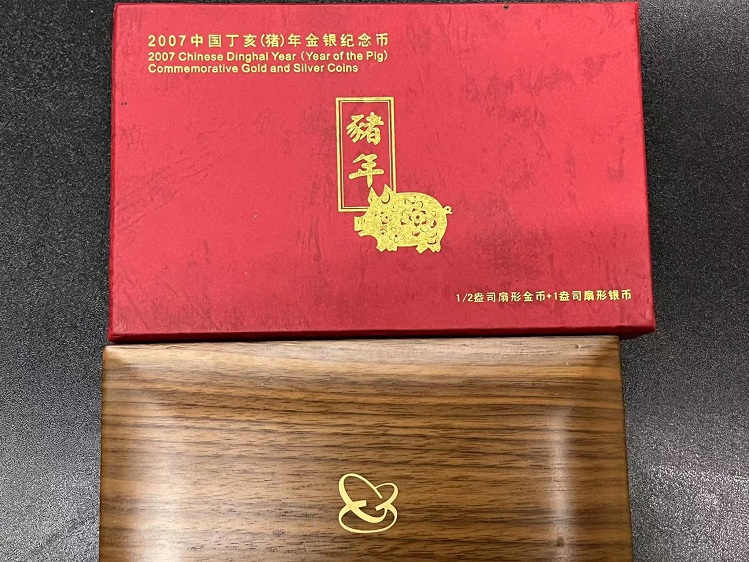 2007中国丁亥(猪)年金银纪念币
2007 Chinese Dinghai Year (Year of the Pig)
Commemorative Gold and Silver Coins
豬年
1/2盎司扇形金币+1盎司扇形银币